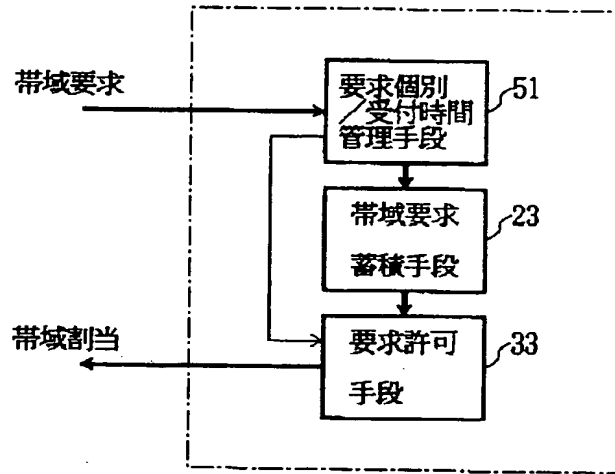 帯域要求
要求個別
／受付時間
管理手段
51
帯域要求
蓄積手段
23
帯域割当
要求許可
手段
33